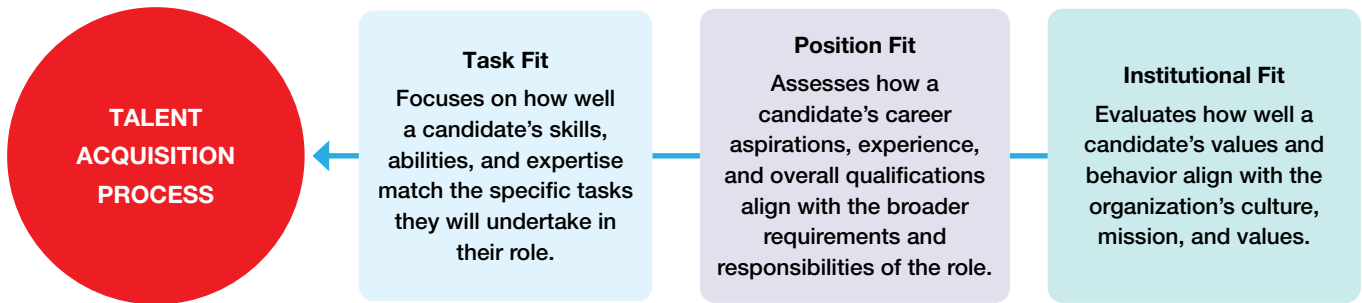 TALENT
ACQUISITION
PROCESS
Task Fit
Focuses on how well
a candidate’s skills,
abilities, and expertise
match the specific tasks
they will undertake in
their role.
Position Fit
Assesses how a
candidate’s career
aspirations, experience,
and overall qualifications
align with the broader
requirements and
responsibilities of the role.
Institutional Fit
Evaluates how well a
candidate’s values and
behavior align with the
organization’s culture,
mission, and values.